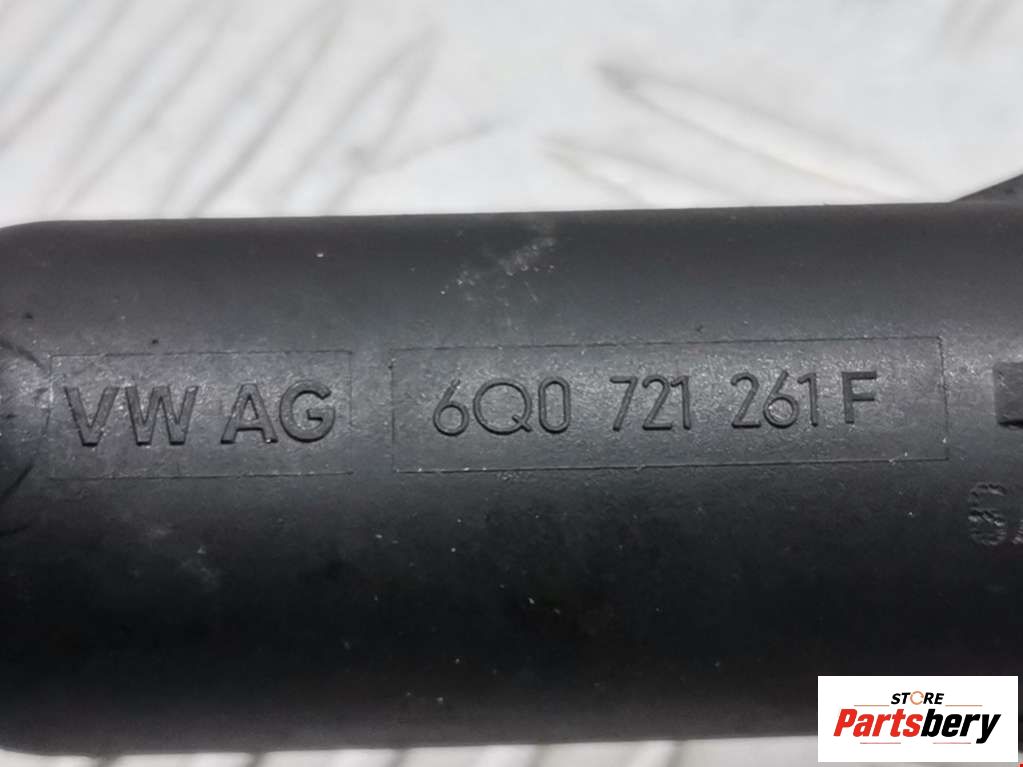 VW AG 6Q0 721 261 F
STORE
Partsbery